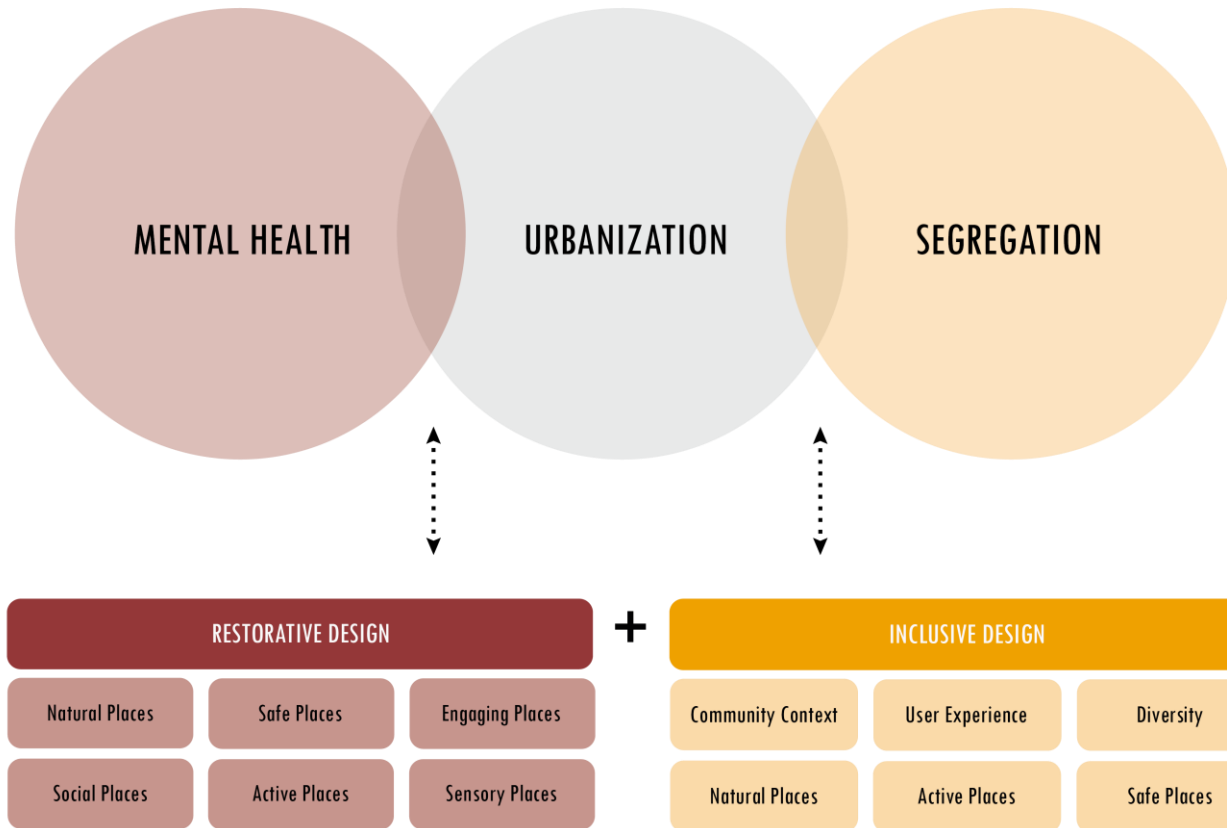 MENTAL HEALTH
URBANIZATION
SEGREGATION
RESTORATIVE DESIGN
+
INCLUSIVE DESIGN
Natural Places
Safe Places
Engaging Places
Social Places
Active Places
Sensory Places
Community Context
User Experience
Diversity
Natural Places
Active Places
Safe Places